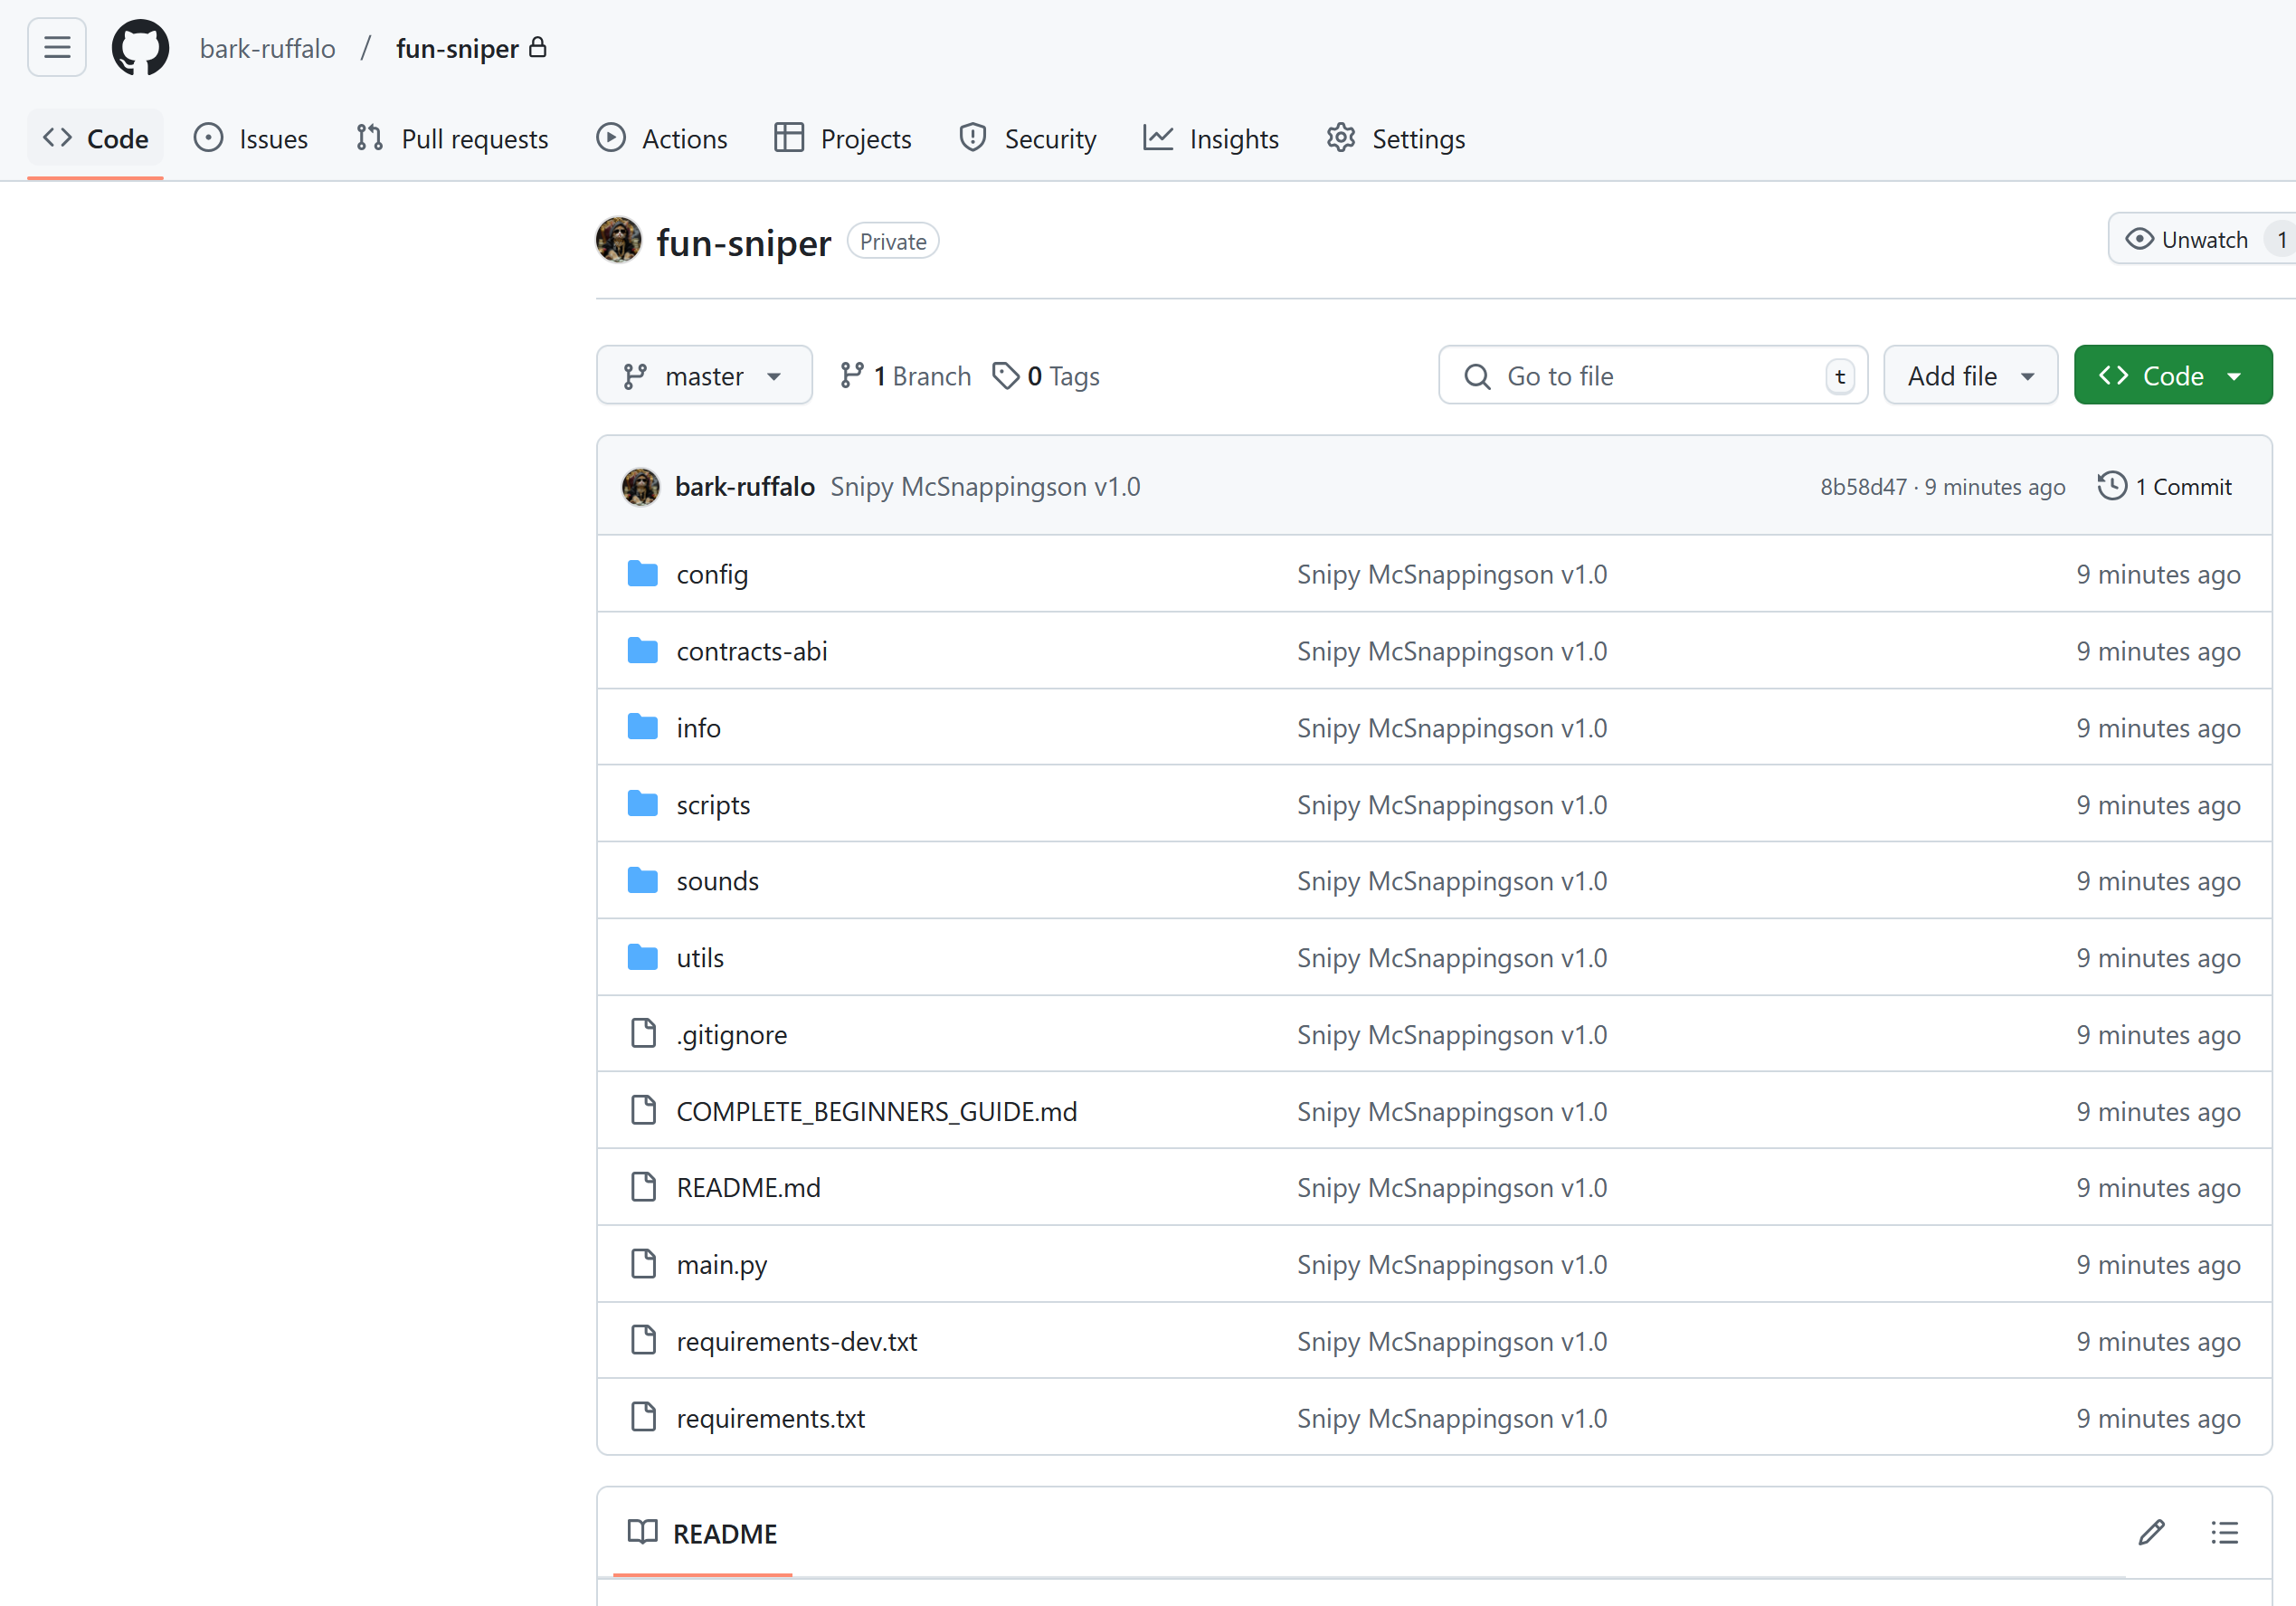 bark-ruffalo / fun-sniper
Code Issues Pull requests Actions Projects Security Insights Settings
fun-sniper Private Unwatch 1
master 1 Branch 0 Tags Go to file t Add file Code
bark-ruffalo Snipy McSnappingson v1.0 8b58d47 · 9 minutes ago 1 Commit
config Snipy McSnappingson v1.0 9 minutes ago
contracts-abi Snipy McSnappingson v1.0 9 minutes ago
info Snipy McSnappingson v1.0 9 minutes ago
scripts Snipy McSnappingson v1.0 9 minutes ago
sounds Snipy McSnappingson v1.0 9 minutes ago
utils Snipy McSnappingson v1.0 9 minutes ago
.gitignore Snipy McSnappingson v1.0 9 minutes ago
COMPLETE_BEGINNERS_GUIDE.md Snipy McSnappingson v1.0 9 minutes ago
README.md Snipy McSnappingson v1.0 9 minutes ago
main.py Snipy McSnappingson v1.0 9 minutes ago
requirements-dev.txt Snipy McSnappingson v1.0 9 minutes ago
requirements.txt Snipy McSnappingson v1.0 9 minutes ago
README